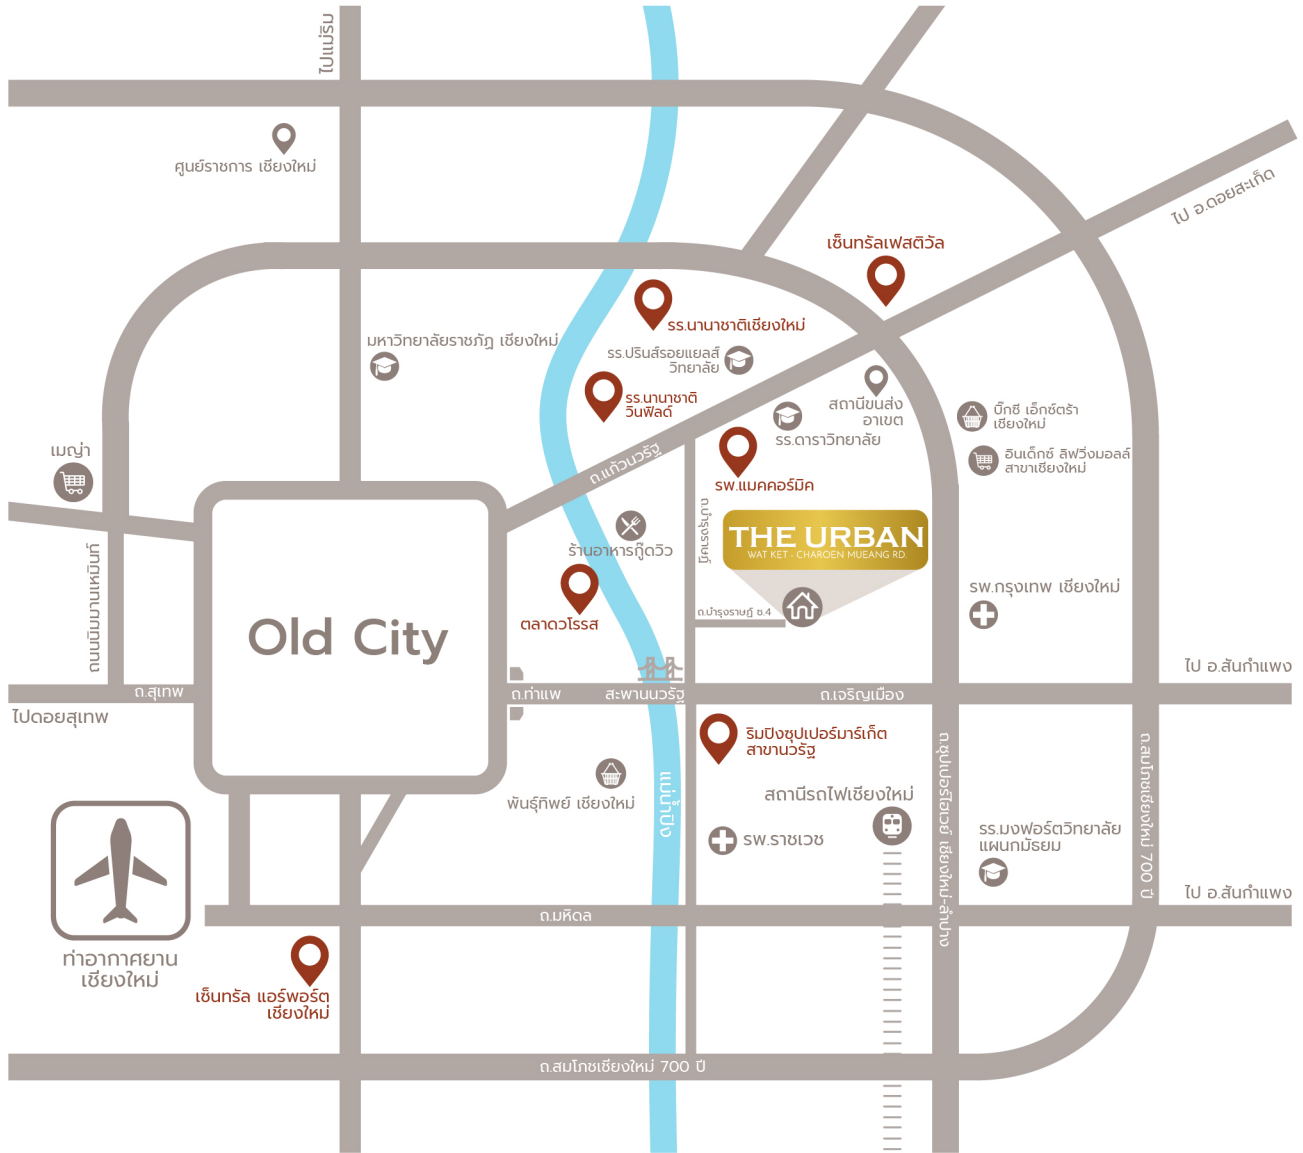 ไปแม่ริม
ศูนย์ราชการ เชียงใหม่
ไป อ.ดอยสะเก็ด
เซ็นทรัลเฟสติวัล
รร.นานาชาติเชียงใหม่
มหาวิทยาลัยราชภัฏ เชียงใหม่
รร.ปรินส์รอยแยลส์
วิทยาลัย
รร.นานาชาติ
วินฟิลด์
สถานีขนส่ง
อาเขต
บิ๊กซี เอ็กซ์ตร้า
เชียงใหม่
รร.ดาราวิทยาลัย
อินเด็กซ์ ลิฟวิ่งมอลล์
สาขาเชียงใหม่
เมญ่า
ถ.แก้วนวรัฐ
รพ.แมคคอร์มิค
ถ.บำรุงราษฎ์
THE URBAN
WAT KET - CHAROEN MUEANG RD.
ร้านอาหารกู๊ดวิว
ถนนนิมมานเหมินท์
รพ.กรุงเทพ เชียงใหม่
ถ.บำรุงราษฎ์ ซ.4
ตลาดวโรรส
Old City
ไป อ.สันกำแพง
ถ.สุเทพ
ถ.ท่าแพ
สะพานนวรัฐ
ถ.เจริญเมือง
ไปดอยสุเทพ
ริมปิงซุปเปอร์มาร์เก็ต
สาขานวรัฐ
แม่น้ำปิง
ถ.ซุปเปอร์ไฮเวย์ เชียงใหม่-ลำปาง
ถ.สมโภชเชียงใหม่ 700 ปี
สถานีรถไฟเชียงใหม่
พันธุ์ทิพย์ เชียงใหม่
รพ.ราชเวช
รร.มงฟอร์ตวิทยาลัย
แผนกมัธยม
ไป อ.สันกำแพง
ถ.มหิดล
ท่าอากาศยาน
เชียงใหม่
เซ็นทรัล แอร์พอร์ต
เชียงใหม่
ถ.สมโภชเชียงใหม่ 700 ปี